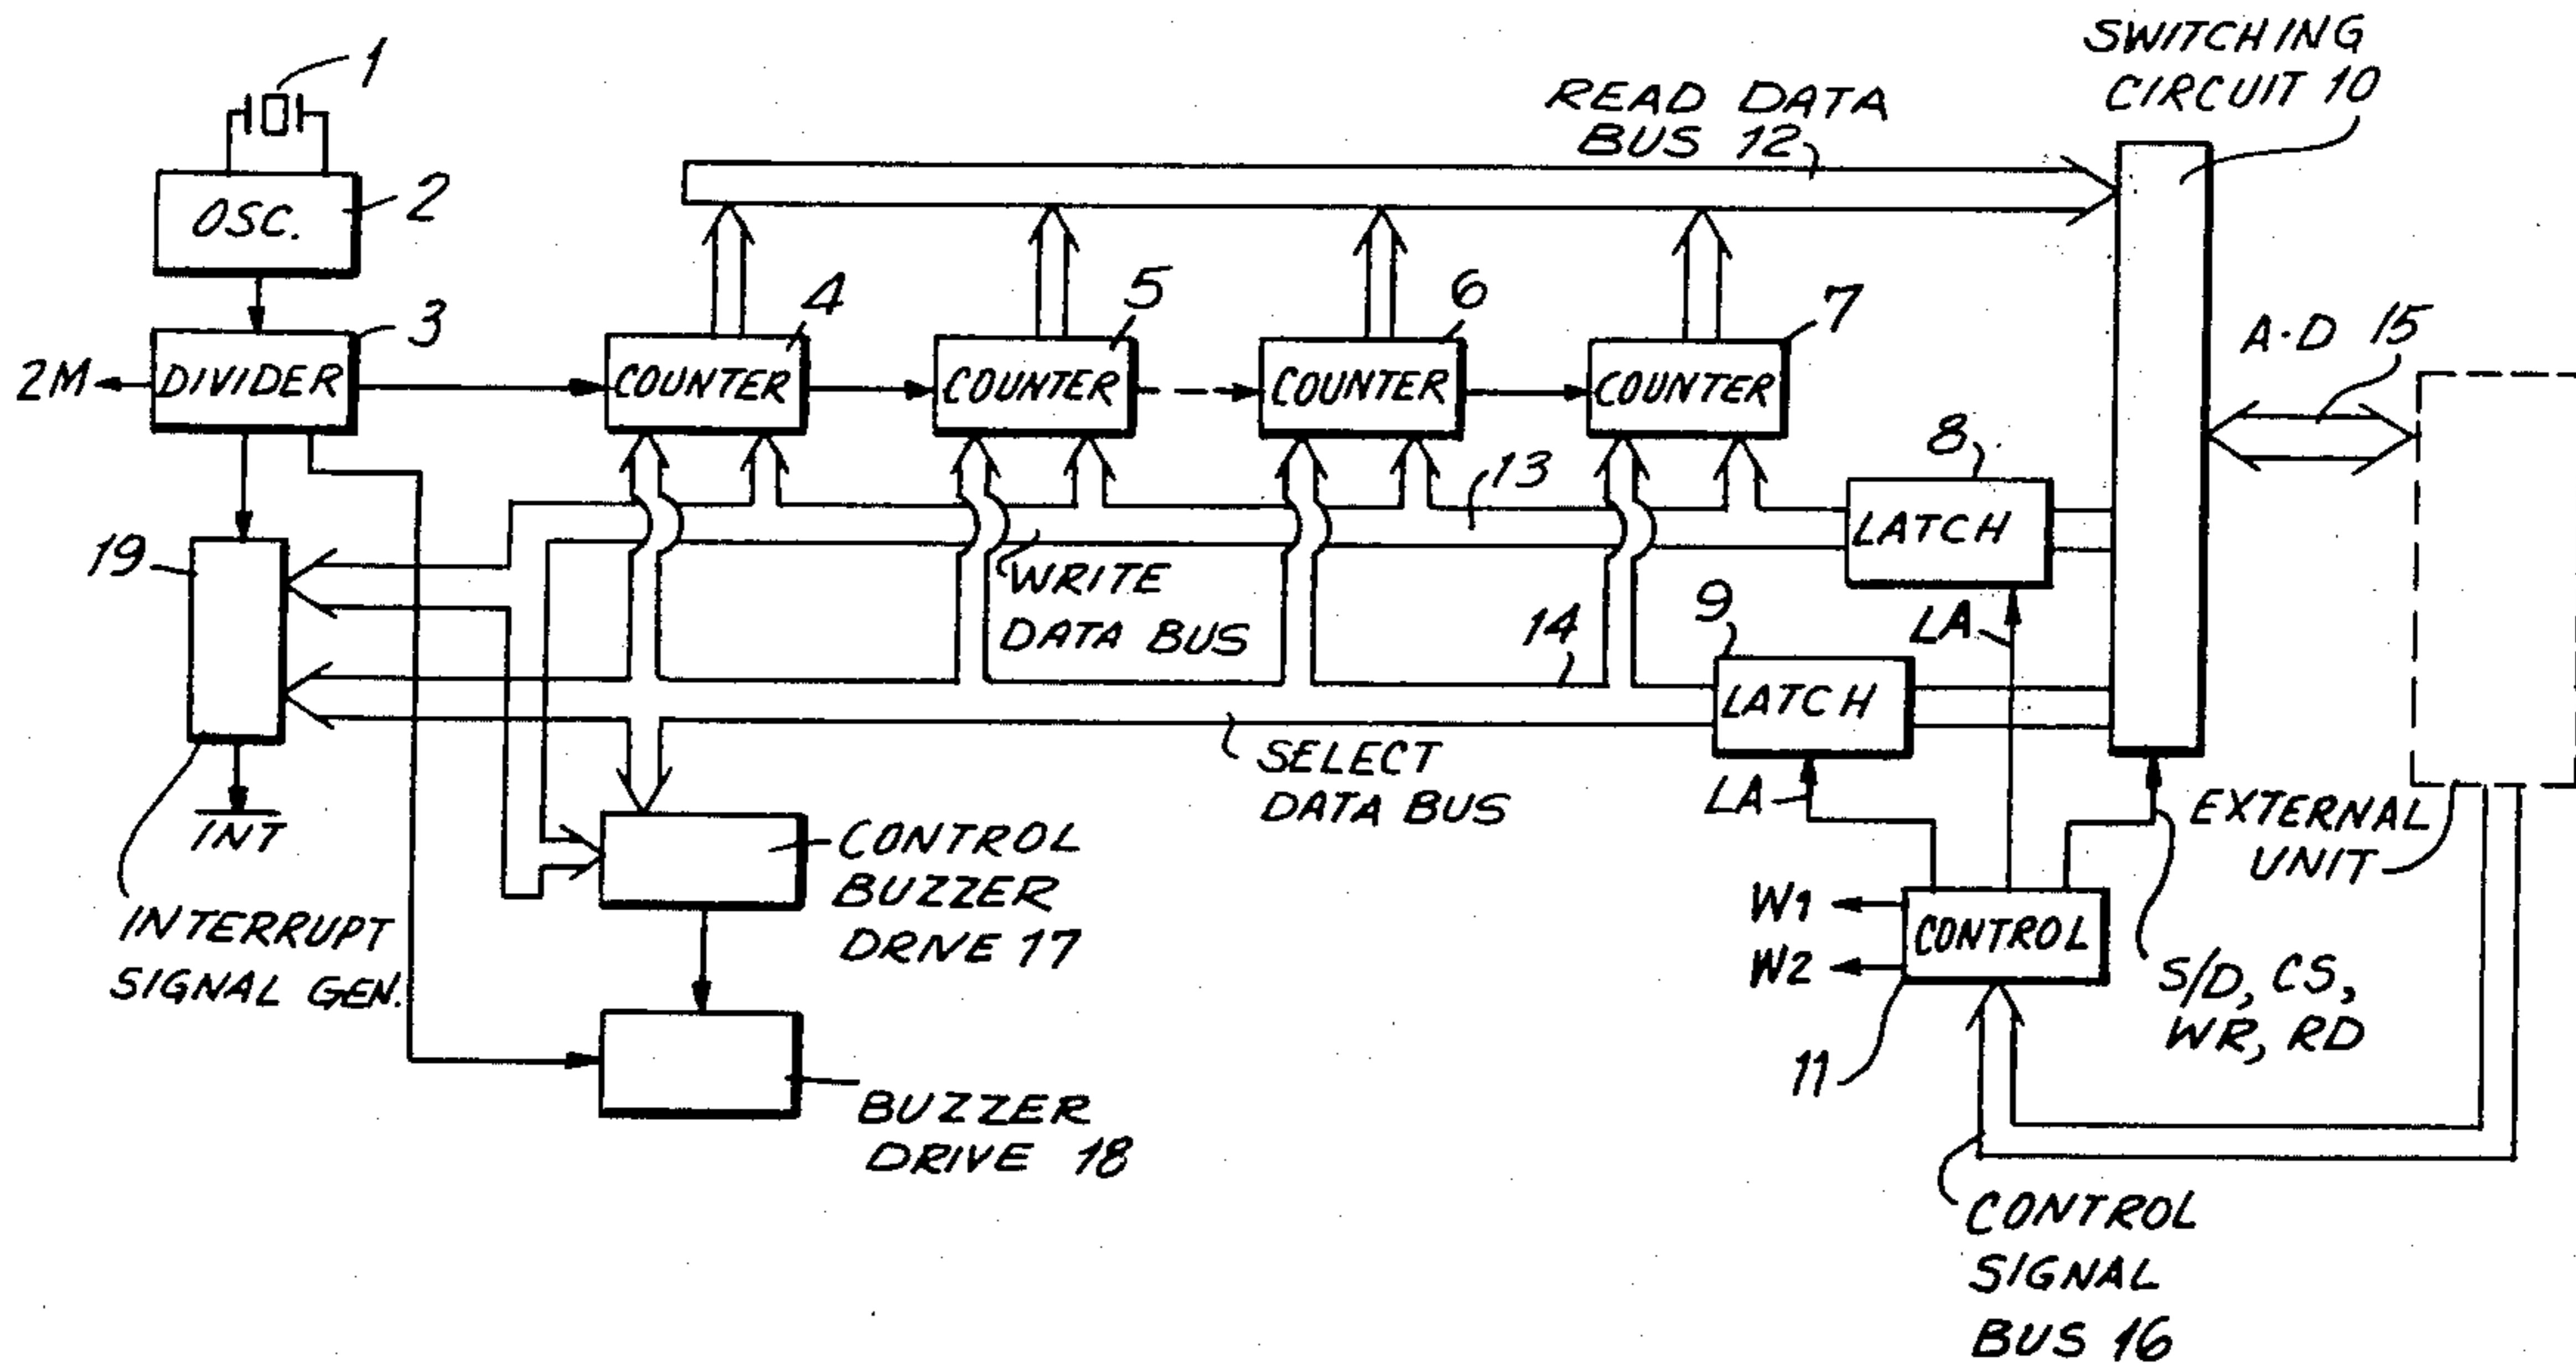 1
SWITCHING
CIRCUIT 10
READ DATA
BUS 12
OSC.
2
3
4
5
6
7
2M
DIVIDER
COUNTER
COUNTER
COUNTER
COUNTER
A-D 15
8
13
LATCH
19
WRITE
DATA BUS
14
9
LA
LATCH
SELECT
DATA BUS
LA
EXTERNAL
UNIT
INT
CONTROL
BUZZER
DRIVE 17
INTERRUPT
SIGNAL GEN.
W1
W2
CONTROL
S/D, CS,
WR, RD
11
BUZZER
DRIVE 18
CONTROL
SIGNAL
BUS 16